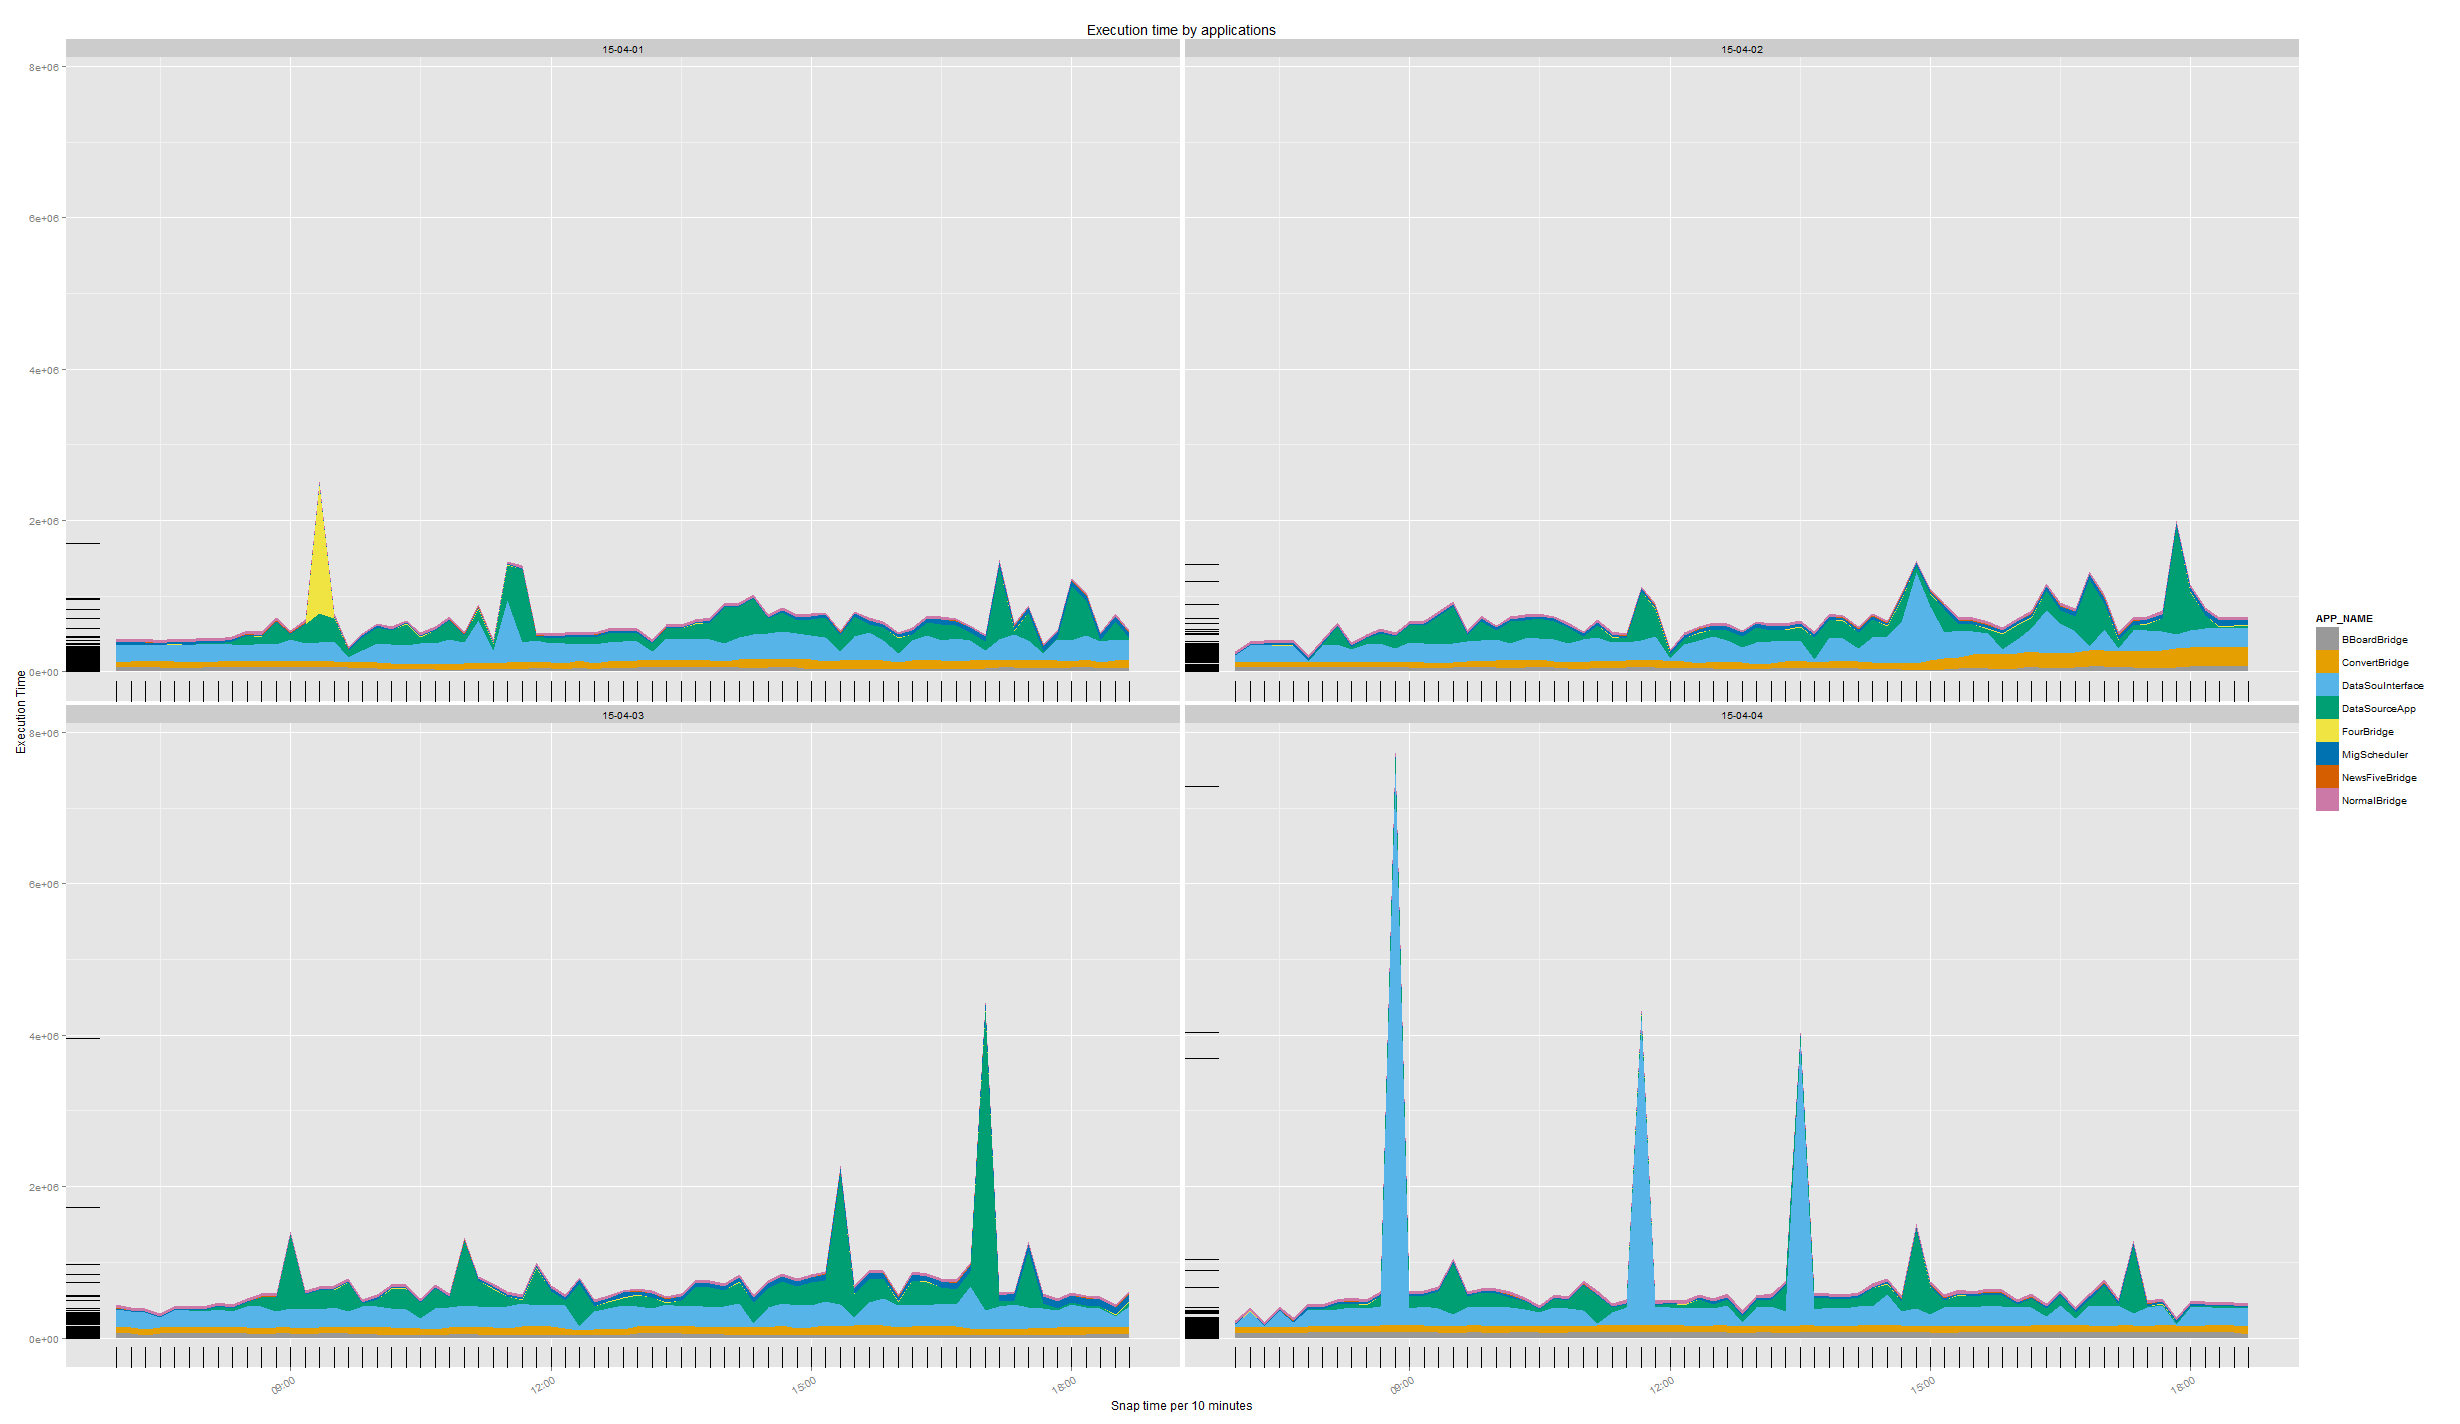 Execution time by applications
15-04-01
15-04-02
8e+06
6e+06
4e+06
2e+06
0e+00
15-04-03
15-04-04
8e+06
6e+06
4e+06
2e+06
0e+00
Execution Time
09:00
12:00
15:00
18:00
09:00
12:00
15:00
18:00
Snap time per 10 minutes
APP_NAME
BBoardBridge
ConvertBridge
DataSouInterface
DataSourceApp
FourBridge
MigScheduler
NewsFiveBridge
NormalBridge